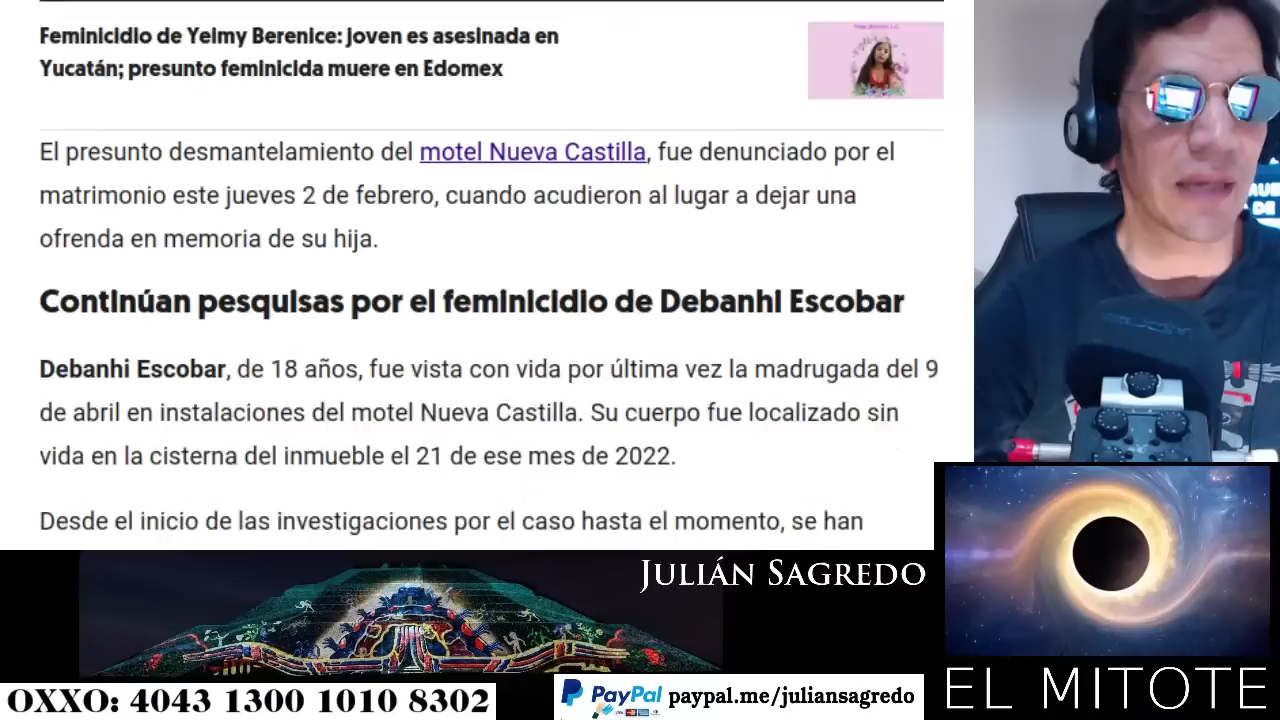 Feminicidio de Yelmy Berenice: joven es asesinada en
Yucatán; presunto feminicida muere en Edomex
El presunto desmantelamiento del motel Nueva Castilla, fue denunciado por el
matrimonio este jueves 2 de febrero, cuando acudieron al lugar a dejar una
ofrenda en memoria de su hija.
Continúan pesquisas por el feminicidio de Debanhi Escobar
Debanhi Escobar, de 18 años, fue vista con vida por última vez la madrugada del 9
de abril en instalaciones del motel Nueva Castilla. Su cuerpo fue localizado sin
vida en la cisterna del inmueble el 21 de ese mes de 2022.
Desde el inicio de las investigaciones por el caso hasta el momento, se han
JULIÁN SAGREDO
EL MITOTE
OXXO: 4043 1300 1010 8302
PayPal paypal.me/juliansagredo